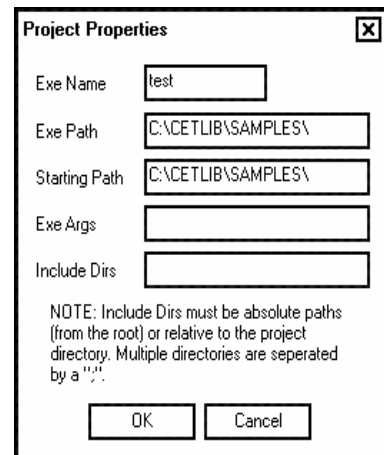 Project Properties
Exe Name test
Exe Path C:\CETLIB\SAMPLES\
Starting Path C:\CETLIB\SAMPLES\
Exe Args
Include Dirs
NOTE: Include Dirs must be absolute paths
(from the root) or relative to the project
directory. Multiple directories are seperated
by a ";".
OK Cancel